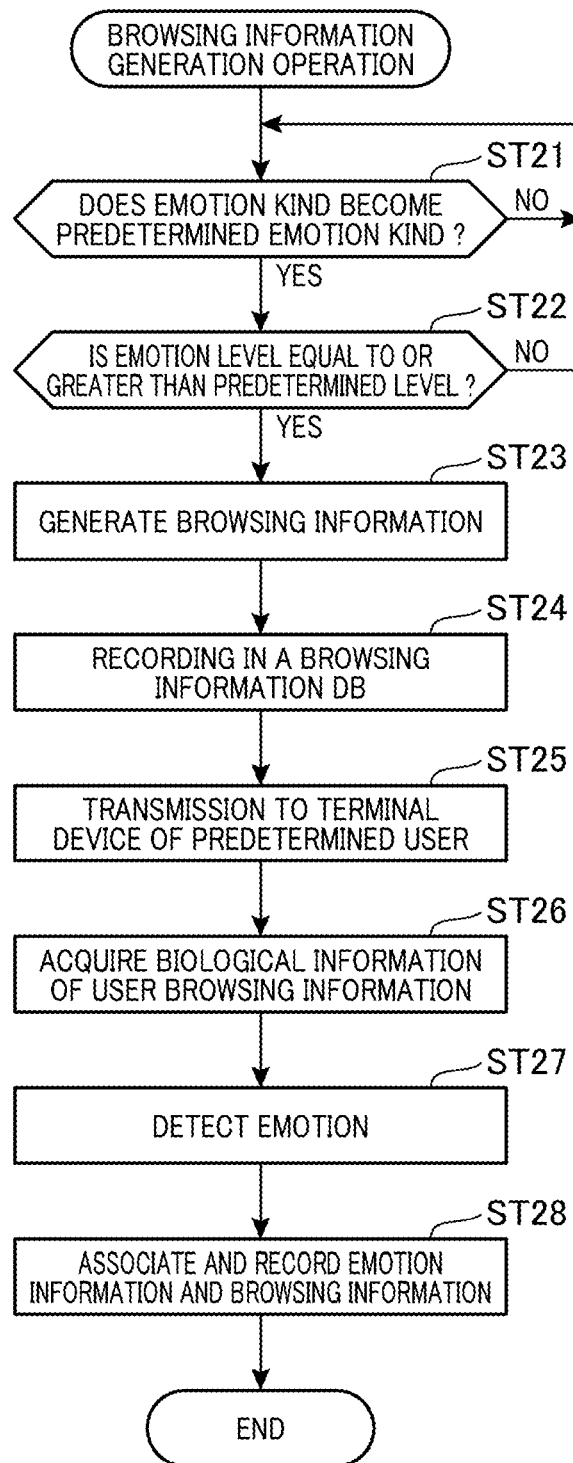 BROWSING INFORMATION
GENERATION OPERATION
ST21
DOES EMOTION KIND BECOME
PREDETERMINED EMOTION KIND ?
NO
YES
ST22
IS EMOTION LEVEL EQUAL TO OR
GREATER THAN PREDETERMINED LEVEL ?
NO
YES
ST23
GENERATE BROWSING INFORMATION
ST24
RECORDING IN A BROWSING
INFORMATION DB
ST25
TRANSMISSION TO TERMINAL
DEVICE OF PREDETERMINED USER
ST26
ACQUIRE BIOLOGICAL INFORMATION
OF USER BROWSING INFORMATION
ST27
DETECT EMOTION
ST28
ASSOCIATE AND RECORD EMOTION
INFORMATION AND BROWSING INFORMATION
END